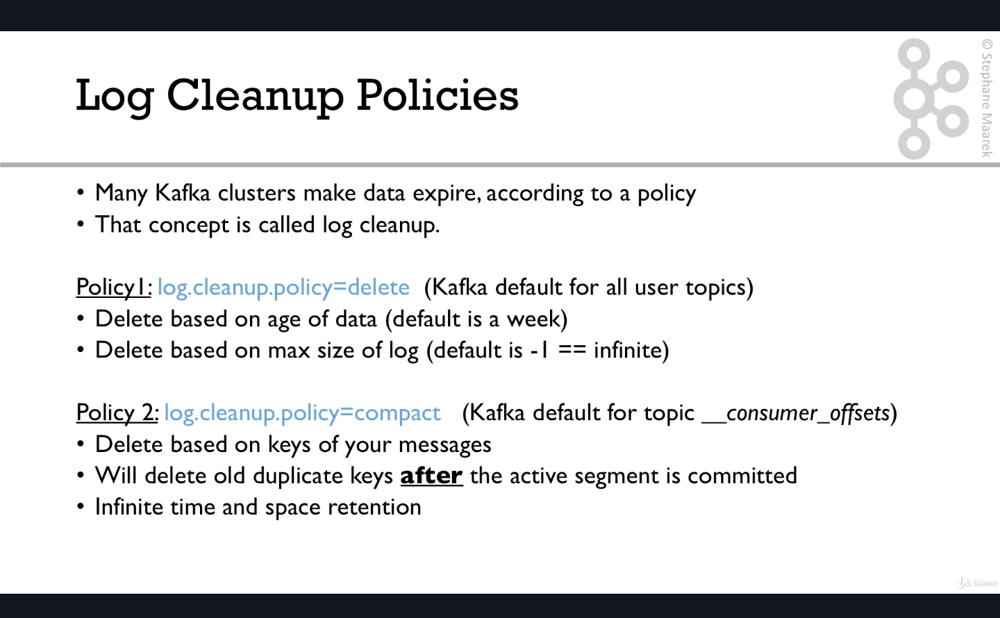 Log Cleanup Policies
© Stephane Maarek
• Many Kafka clusters make data expire, according to a policy
• That concept is called log cleanup.
Policy1: log.cleanup.policy=delete (Kafka default for all user topics)
• Delete based on age of data (default is a week)
• Delete based on max size of log (default is -1 == infinite)
Policy 2: log.cleanup.policy=compact (Kafka default for topic __consumer_offsets)
• Delete based on keys of your messages
• Will delete old duplicate keys after the active segment is committed
• Infinite time and space retention
Udemy